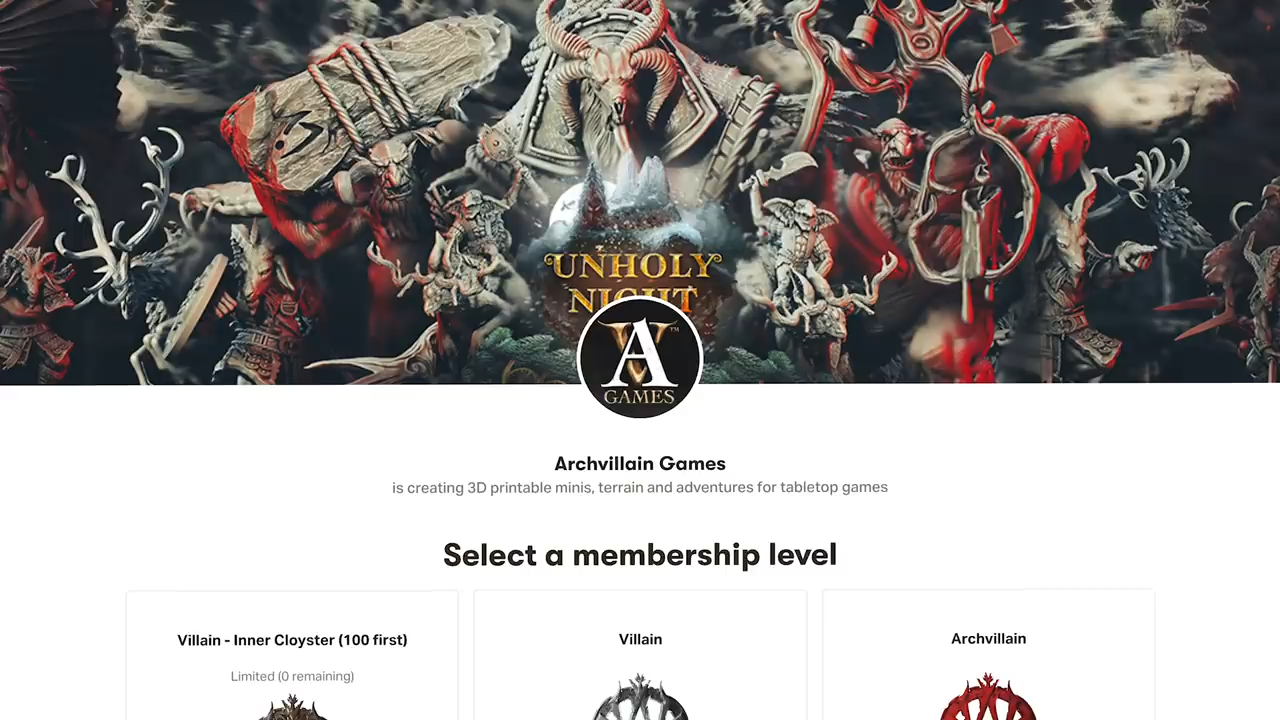 UNHOLY
NIGHT
AV™
GAMES
Archvillain Games
is creating 3D printable minis, terrain and adventures for tabletop games
Select a membership level
Villain - Inner Cloyster (100 first)
Limited (0 remaining)
Villain
Archvillain